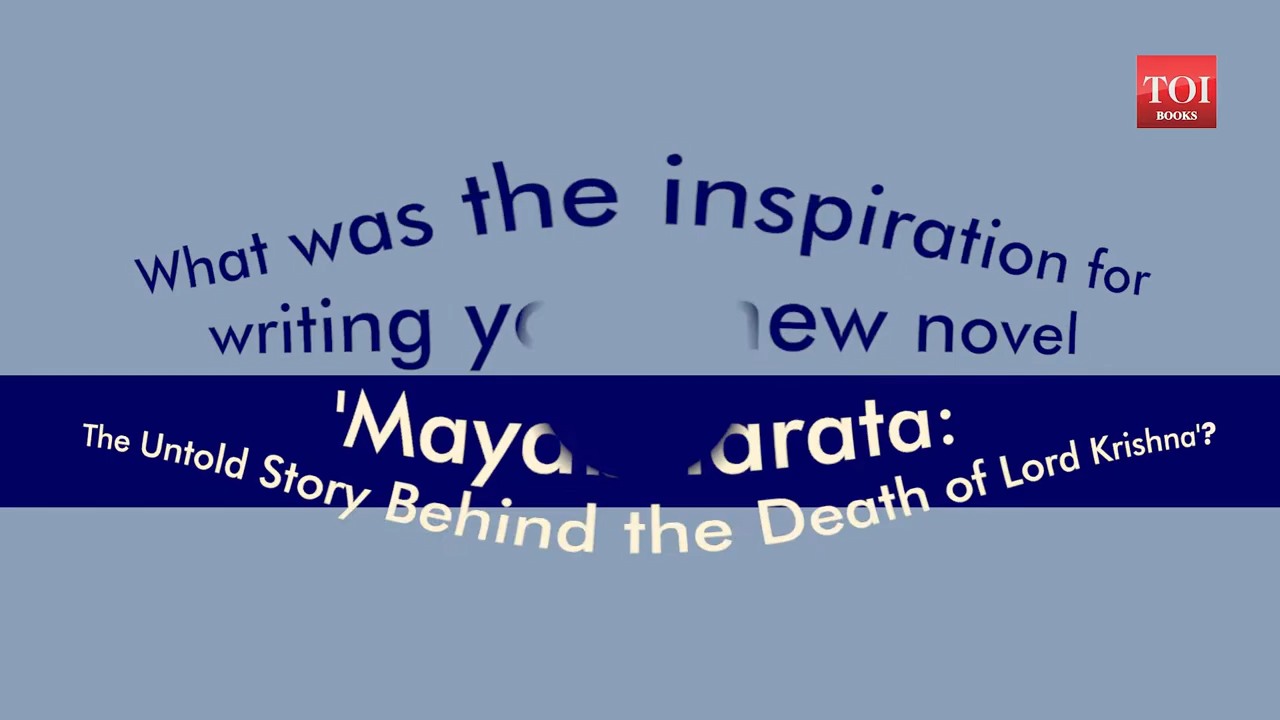 TOI
BOOKS
What was the inspiration for
writing new novel
'Maya
The Untold Story Behind the Death of Lord Krishna'?